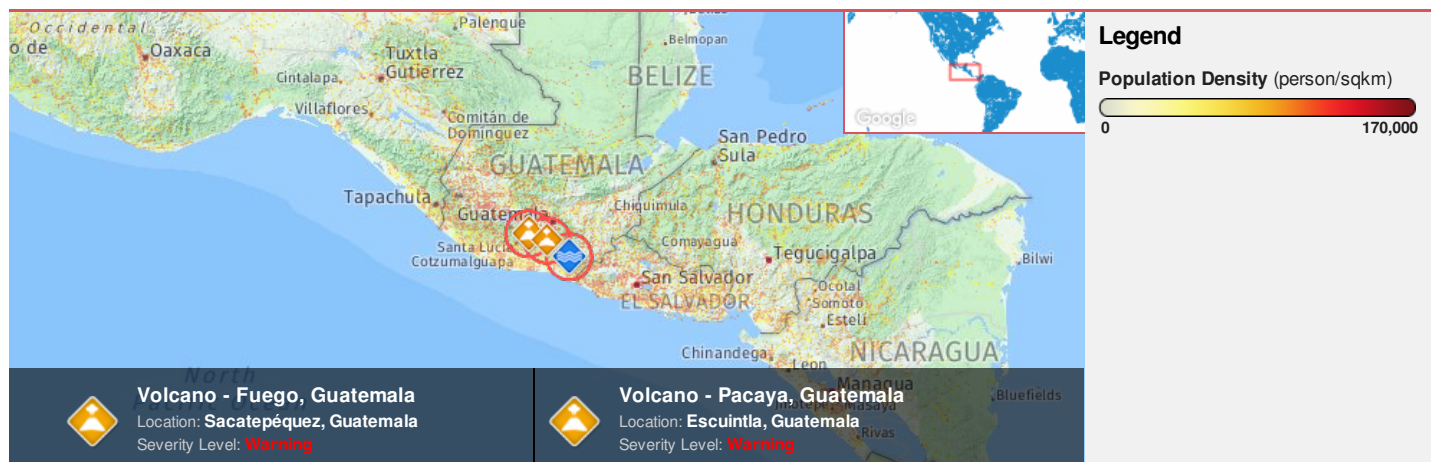 Occidental
o de
Oaxaca
Palenque
Belmopan
Tuxtla
Gutierrez
Cintalapa
BELIZE
Villaflores
Comitán de
Domínguez
Google
San Pedro
Sula
GUATEMALA
Tapachula
Chiquimula
Guatemala
HONDURAS
Santa Lucía
Cotzumalguapa
Comayagua
Tegucigalpa
Bilwi
San Salvador
EL SALVADOR
Ocotal
Somoto
Estelí
Chinandega
NICARAGUA
Leon
North
Managua
Masaya
Bluefields
Rivas
Volcano - Fuego, Guatemala
Location: Sacatepéquez, Guatemala
Severity Level: Warning
Volcano - Pacaya, Guatemala
Location: Escuintla, Guatemala
Severity Level: Warning
Legend
Population Density (person/sqkm)
0
170,000